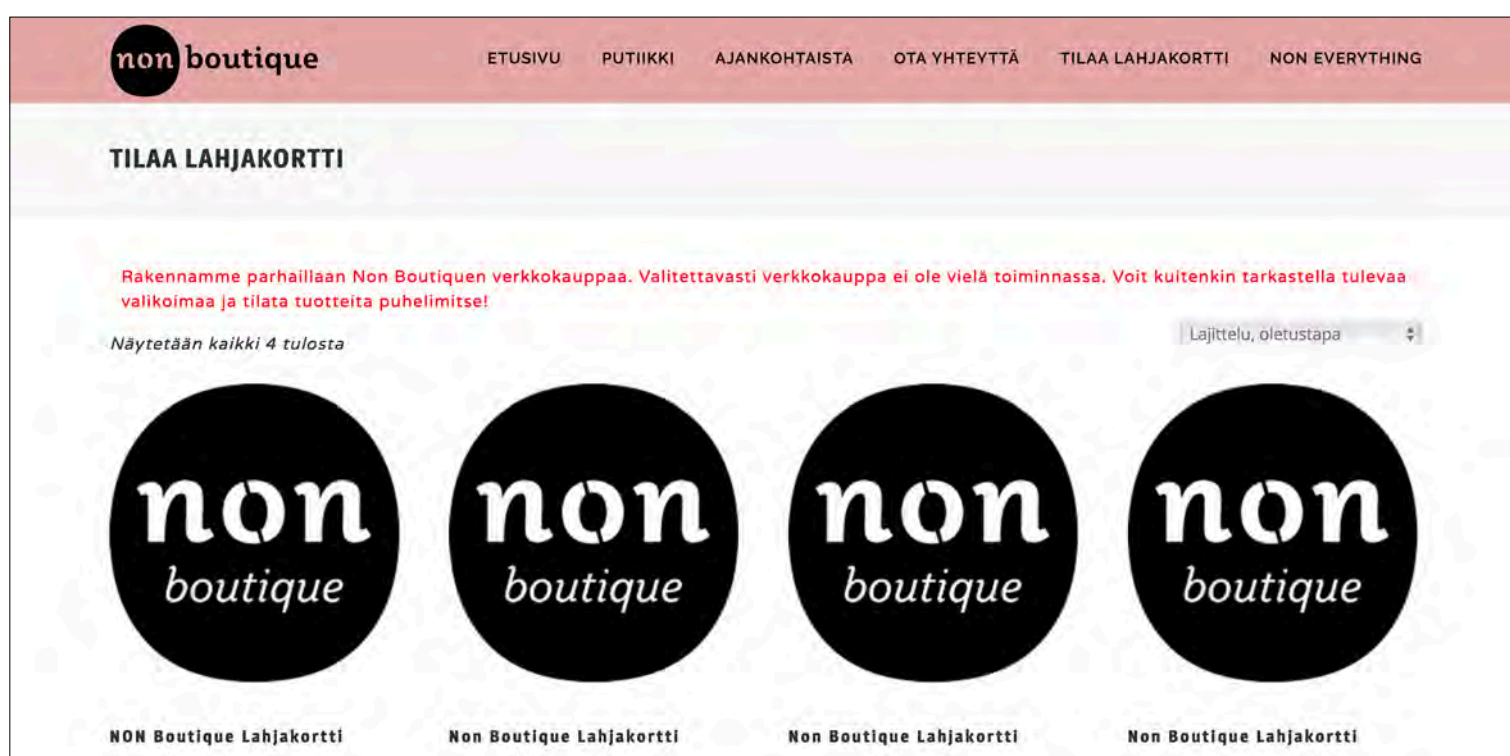 non boutique
ETUSIVU PUTIIKKI AJANKOHTAISTA OTA YHTEYTTÄ TILAA LAHJAKORTTI NON EVERYTHING
TILAA LAHJAKORTTI
Rakennamme parhaillaan Non Boutiquen verkkokauppaa. Valitettavasti verkkokauppa ei ole vielä toiminnassa. Voit kuitenkin tarkastella tulevaa
valikoimaa ja tilata tuotteita puhelimitse!
Näytetään kaikki 4 tulosta
Lajittelu, oletustapa
non non non non
boutique boutique boutique boutique
NON Boutique Lahjakortti Non Boutique Lahjakortti Non Boutique Lahjakortti Non Boutique Lahjakortti